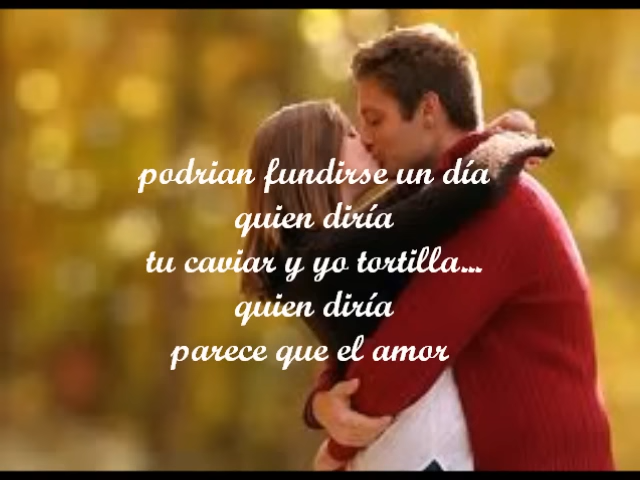 podrian fundirse un día
quien diría
tu caviar y yo tortilla...
quien diría
parece que el amor